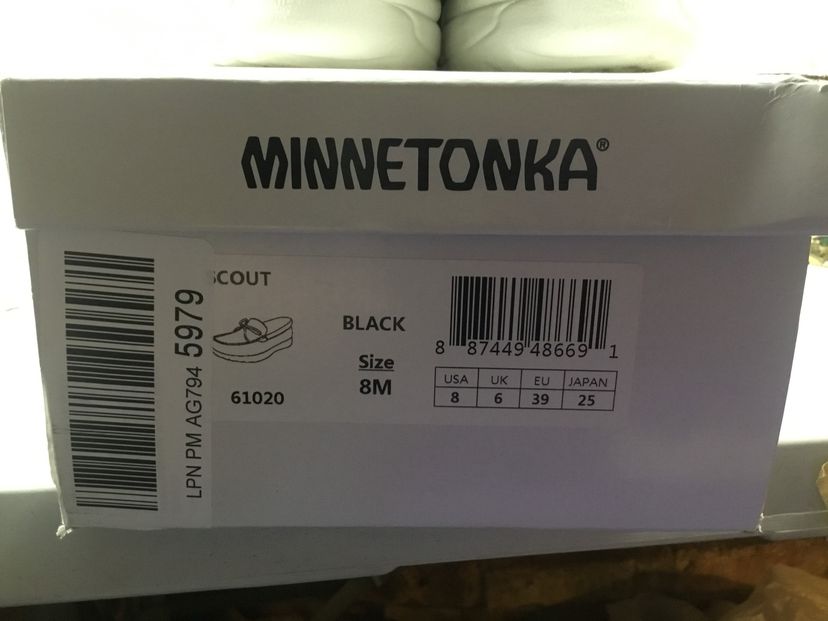 MINNETONKA®
SCOUT
BLACK
Size
8M
61020
8 87449 48669 1
USA UK EU JAPAN
8 6 39 25
LPN PM AG794 5979